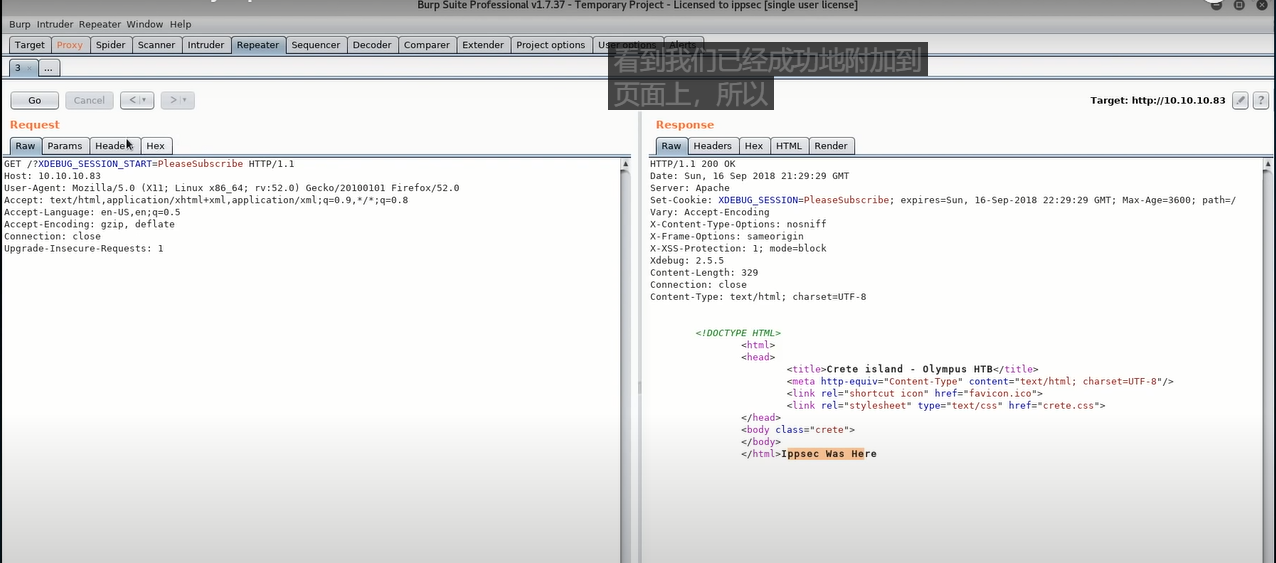 Burp Suite Professional v1.7.37 - Temporary Project - Licensed to ippsec [single user license]
Burp Intruder Repeater Window Help
Target Proxy Spider Scanner Intruder Repeater Sequencer Decoder Comparer Extender Project options User options Alerts
看到我们已经成功地附加到
页面上，所以
3 × ...
Go Cancel < > Target: http://10.10.10.83 ?
Request
Raw Params Headers Hex
GET /?XDEBUG_SESSION_START=PleaseSubscribe HTTP/1.1
Host: 10.10.10.83
User-Agent: Mozilla/5.0 (X11; Linux x86_64; rv:52.0) Gecko/20100101 Firefox/52.0
Accept: text/html,application/xhtml+xml,application/xml;q=0.9,*/*;q=0.8
Accept-Language: en-US,en;q=0.5
Accept-Encoding: gzip, deflate
Connection: close
Upgrade-Insecure-Requests: 1
Response
Raw Headers Hex HTML Render
HTTP/1.1 200 OK
Date: Sun, 16 Sep 2018 21:29:29 GMT
Server: Apache
Set-Cookie: XDEBUG_SESSION=PleaseSubscribe; expires=Sun, 16-Sep-2018 22:29:29 GMT; Max-Age=3600; path=/
Vary: Accept-Encoding
X-Content-Type-Options: nosniff
X-Frame-Options: sameorigin
X-XSS-Protection: 1; mode=block
Xdebug: 2.5.5
Content-Length: 329
Connection: close
Content-Type: text/html; charset=UTF-8
<!DOCTYPE HTML>
<html>
<head>
<title>Crete island - Olympus HTB</title>
<meta http-equiv="Content-Type" content="text/html; charset=UTF-8"/>
<link rel="shortcut icon" href="favicon.ico">
<link rel="stylesheet" type="text/css" href="crete.css">
</head>
<body class="crete">
</body>
</html>Ippsec Was Here